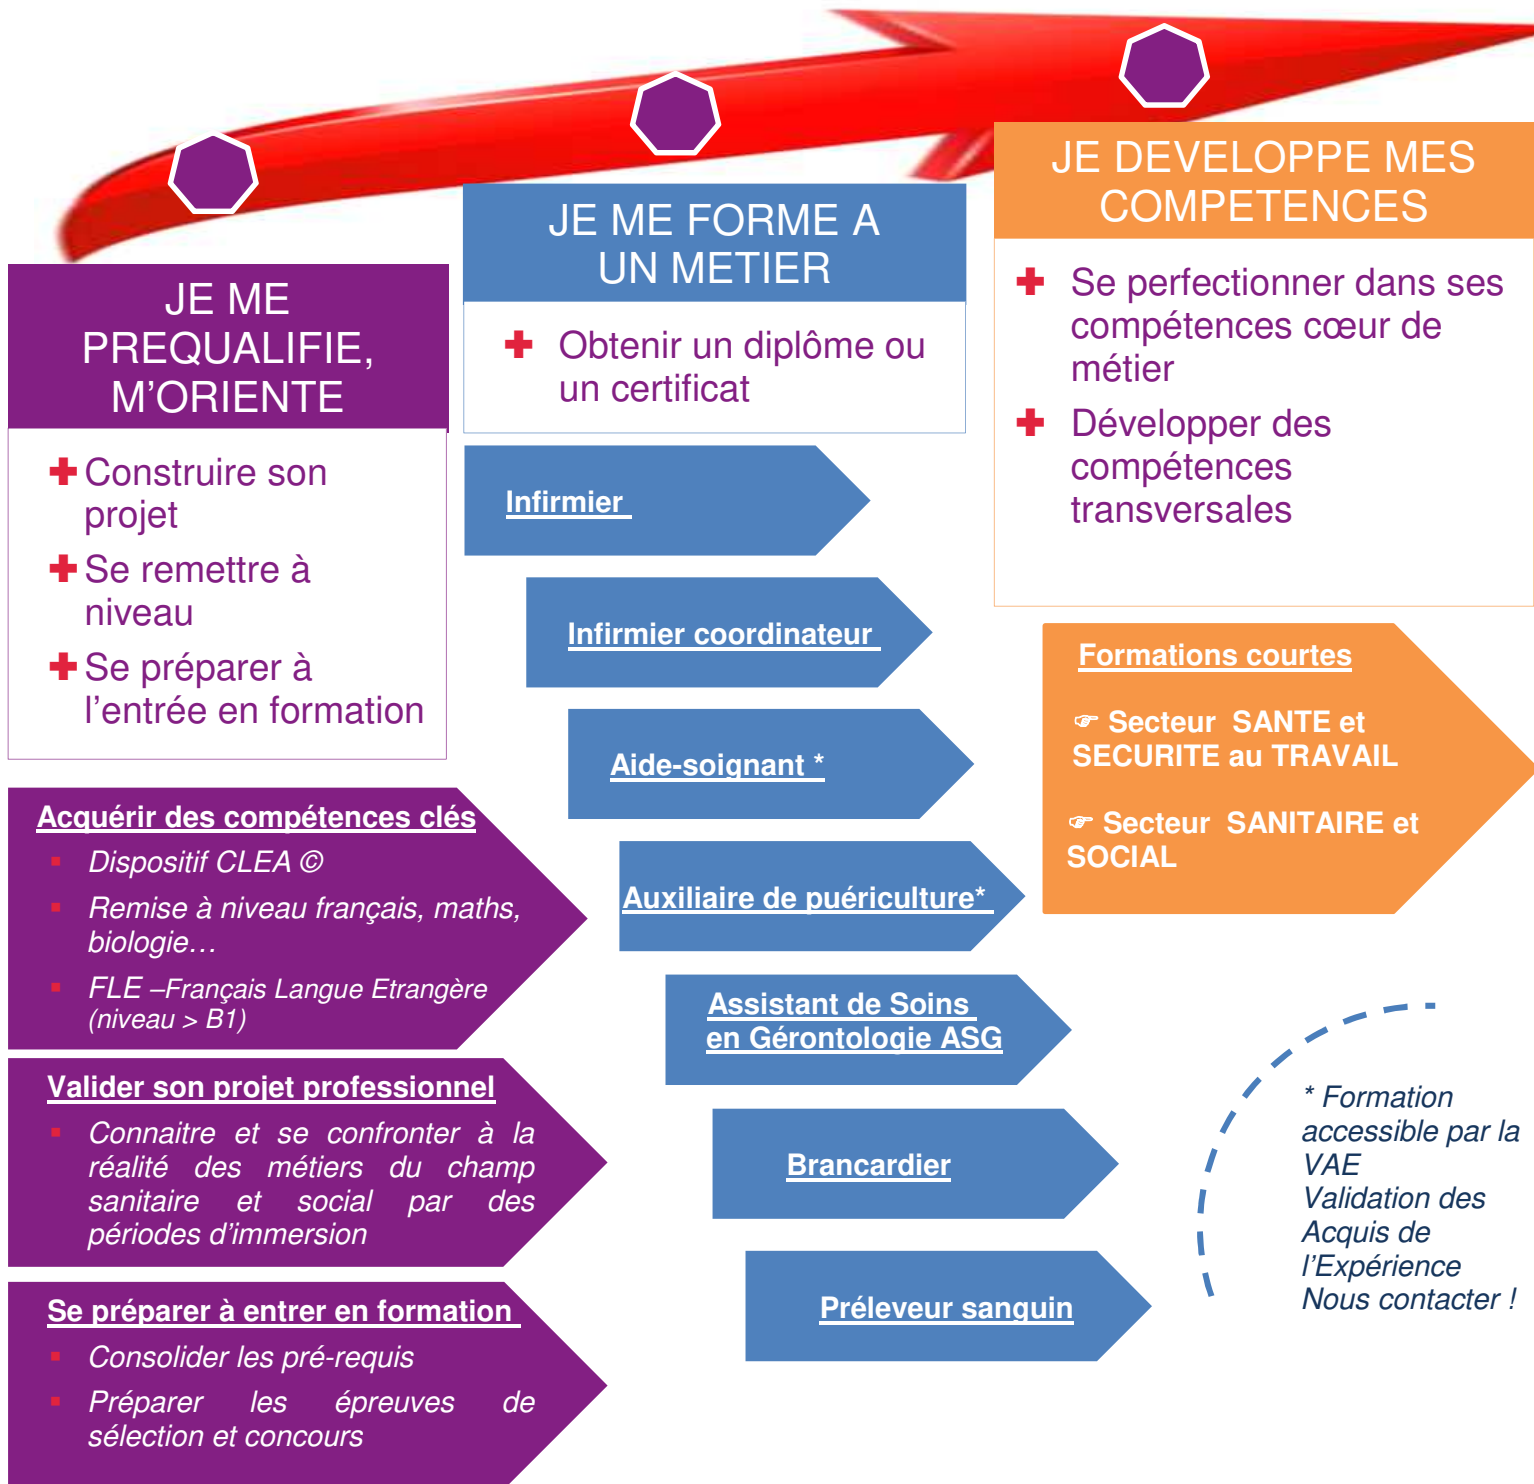 JE ME
PREQUALIFIE,
M’ORIENTE
✚ Construire son
projet
✚ Se remettre à
niveau
✚ Se préparer à
l’entrée en formation
Acquérir des compétences clés
▪ Dispositif CLEA ©
▪ Remise à niveau français, maths,
biologie…
▪ FLE –Français Langue Etrangère
(niveau > B1)
Valider son projet professionnel
▪ Connaitre et se confronter à la
réalité des métiers du champ
sanitaire et social par des
périodes d’immersion
Se préparer à entrer en formation
▪ Consolider les pré-requis
▪ Préparer les épreuves de
sélection et concours
JE ME FORME A
UN METIER
✚ Obtenir un diplôme ou
un certificat
Infirmier
Infirmier coordinateur
Aide-soignant *
Auxiliaire de puériculture*
Assistant de Soins
en Gérontologie ASG
Brancardier
Préleveur sanguin
JE DEVELOPPE MES
COMPETENCES
✚ Se perfectionner dans ses
compétences cœur de
métier
✚ Développer des
compétences
transversales
Formations courtes
☞ Secteur SANTE et
SECURITE au TRAVAIL
☞ Secteur SANITAIRE et
SOCIAL
* Formation
accessible par la
VAE
Validation des
Acquis de
l’Expérience
Nous contacter !